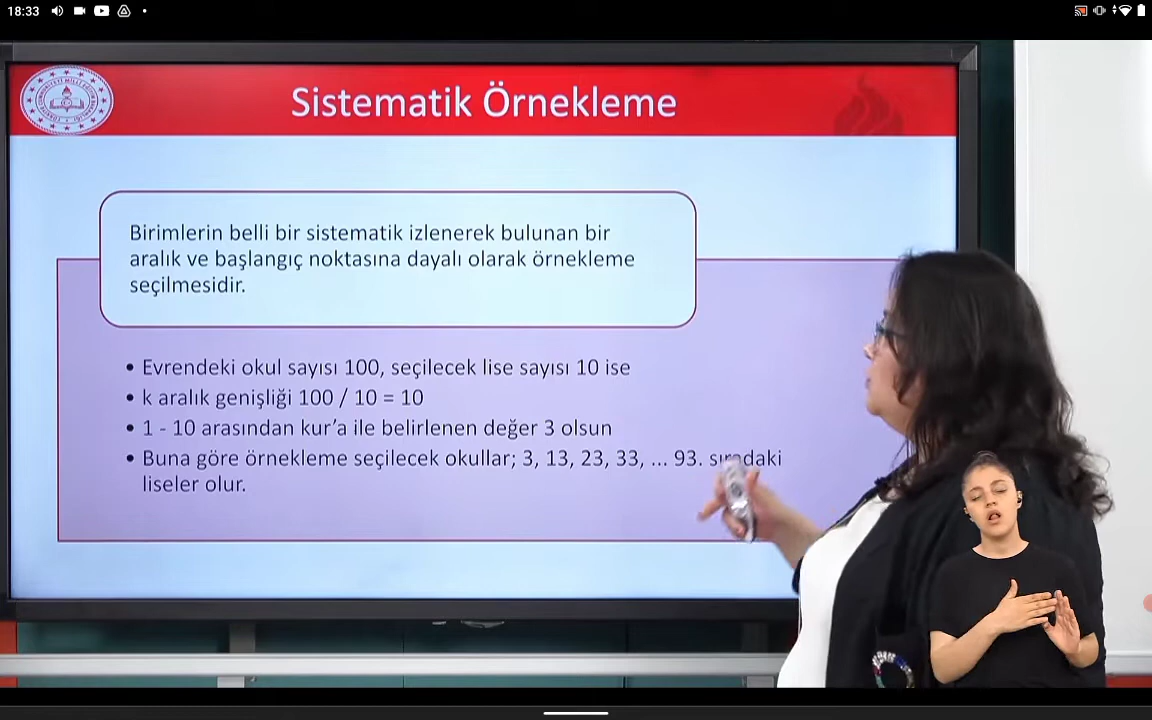 18:33
Sistematik Örnekleme
Birimlerin belli bir sistematik izlenerek bulunan bir
aralık ve başlangıç noktasına dayalı olarak örnekleme
seçilmesidir.
• Evrendeki okul sayısı 100, seçilecek lise sayısı 10 ise
• k aralık genişliği 100 / 10 = 10
• 1 - 10 arasından kur'a ile belirlenen değer 3 olsun
• Buna göre örnekleme seçilecek okullar; 3, 13, 23, 33, ... 93. sıradaki
liseler olur.